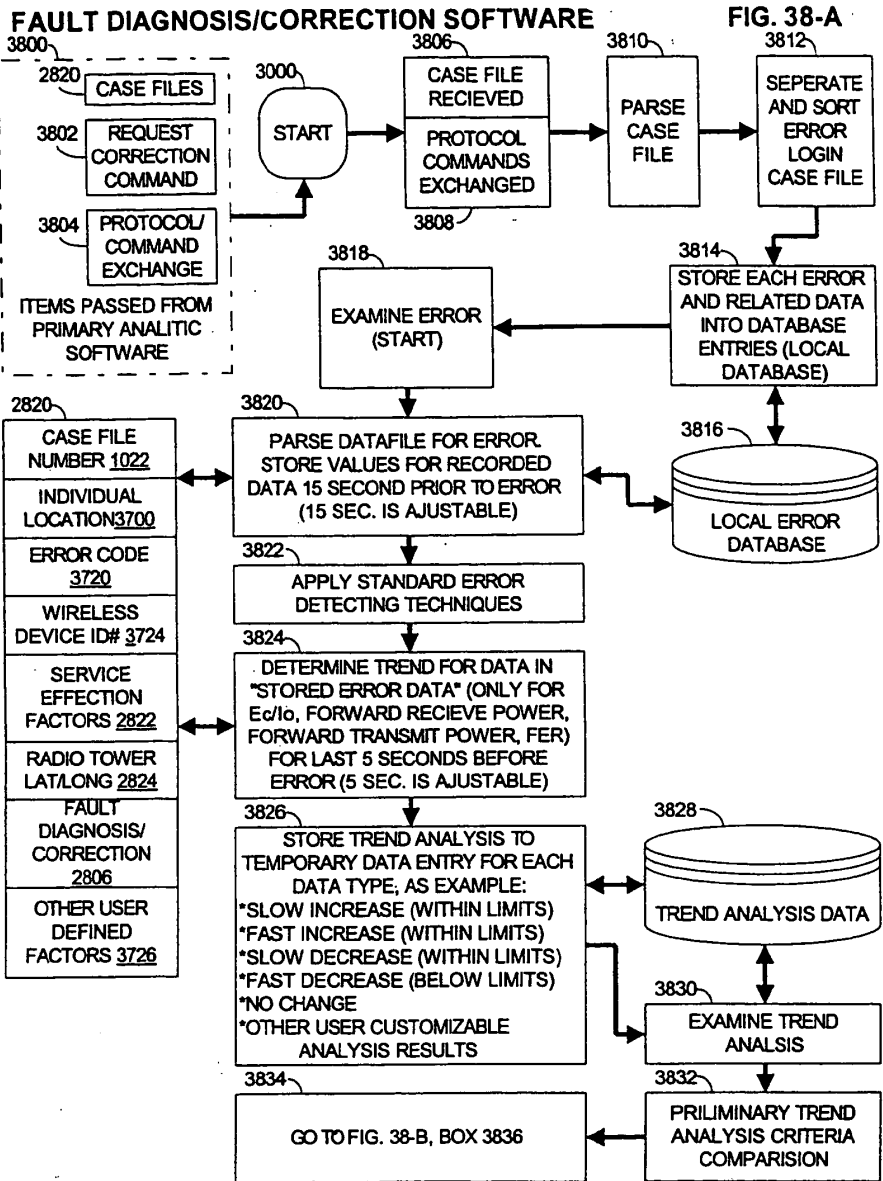 FAULT DIAGNOSIS/CORRECTION SOFTWARE
FIG. 38-A
3800
2820
CASE FILES
3802
REQUEST
CORRECTION
COMMAND
3804
PROTOCOL/
COMMAND
EXCHANGE
ITEMS PASSED FROM
PRIMARY ANALITIC
SOFTWARE
3000
START
3806
CASE FILE
RECIEVED
PROTOCOL
COMMANDS
EXCHANGED
3808
3810
PARSE
CASE
FILE
3812
SEPERATE
AND SORT
ERROR
LOGIN
CASE FILE
3814
STORE EACH ERROR
AND RELATED DATA
INTO DATABASE
ENTRIES (LOCAL
DATABASE)
3816
LOCAL ERROR
DATABASE
3818
EXAMINE ERROR
(START)
3820
PARSE DATAFILE FOR ERROR.
STORE VALUES FOR RECORDED
DATA 15 SECOND PRIOR TO ERROR
(15 SEC. IS AJUSTABLE)
2820
CASE FILE
NUMBER 1022
INDIVIDUAL
LOCATION3700
ERROR CODE
3720
WIRELESS
DEVICE ID# 3724
SERVICE
EFFECTION
FACTORS 2822
RADIO TOWER
LAT/LONG 2824
FAULT
DIAGNOSIS/
CORRECTION
2806
OTHER USER
DEFINED
FACTORS 3726
3822
APPLY STANDARD ERROR
DETECTING TECHNIQUES
3824
DETERMINE TREND FOR DATA IN
"STORED ERROR DATA" (ONLY FOR
Ec/Io, FORWARD RECIEVE POWER,
FORWARD TRANSMIT POWER, FER)
FOR LAST 5 SECONDS BEFORE
ERROR (5 SEC. IS AJUSTABLE)
3826
STORE TREND ANALYSIS TO
TEMPORARY DATA ENTRY FOR EACH
DATA TYPE, AS EXAMPLE:
*SLOW INCREASE (WITHIN LIMITS)
*FAST INCREASE (WITHIN LIMITS)
*SLOW DECREASE (WITHIN LIMITS)
*FAST DECREASE (BELOW LIMITS)
*NO CHANGE
*OTHER USER CUSTOMIZABLE
ANALYSIS RESULTS
3828
TREND ANALYSIS DATA
3830
EXAMINE TREND
ANALSIS
3832
PRILIMINARY TREND
ANALYSIS CRITERIA
COMPARISION
3834
GO TO FIG. 38-B, BOX 3836